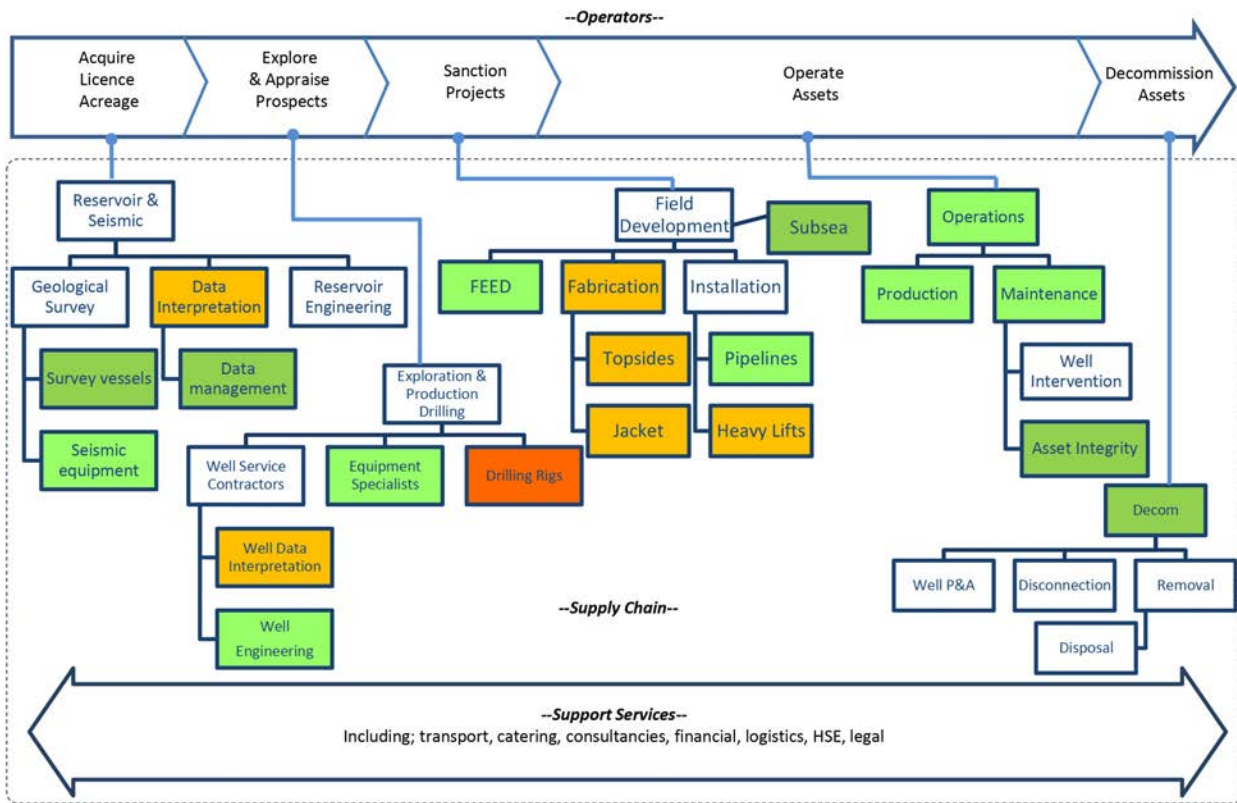 --Operators--
Acquire
Licence
Acreage
Explore
& Appraise
Prospects
Sanction
Projects
Operate
Assets
Decommission
Assets
Reservoir &
Seismic
Geological
Survey
Data
Interpretation
Reservoir
Engineering
Survey vessels
Data
management
Seismic
equipment
Exploration &
Production
Drilling
Well Service
Contractors
Equipment
Specialists
Drilling Rigs
Well Data
Interpretation
Well
Engineering
Field
Development
Subsea
FEED
Fabrication
Installation
Topsides
Pipelines
Jacket
Heavy Lifts
Operations
Production
Maintenance
Well
Intervention
Asset Integrity
Decom
Well P&A
Disconnection
Removal
Disposal
--Supply Chain--
--Support Services--
Including; transport, catering, consultancies, financial, logistics, HSE, legal